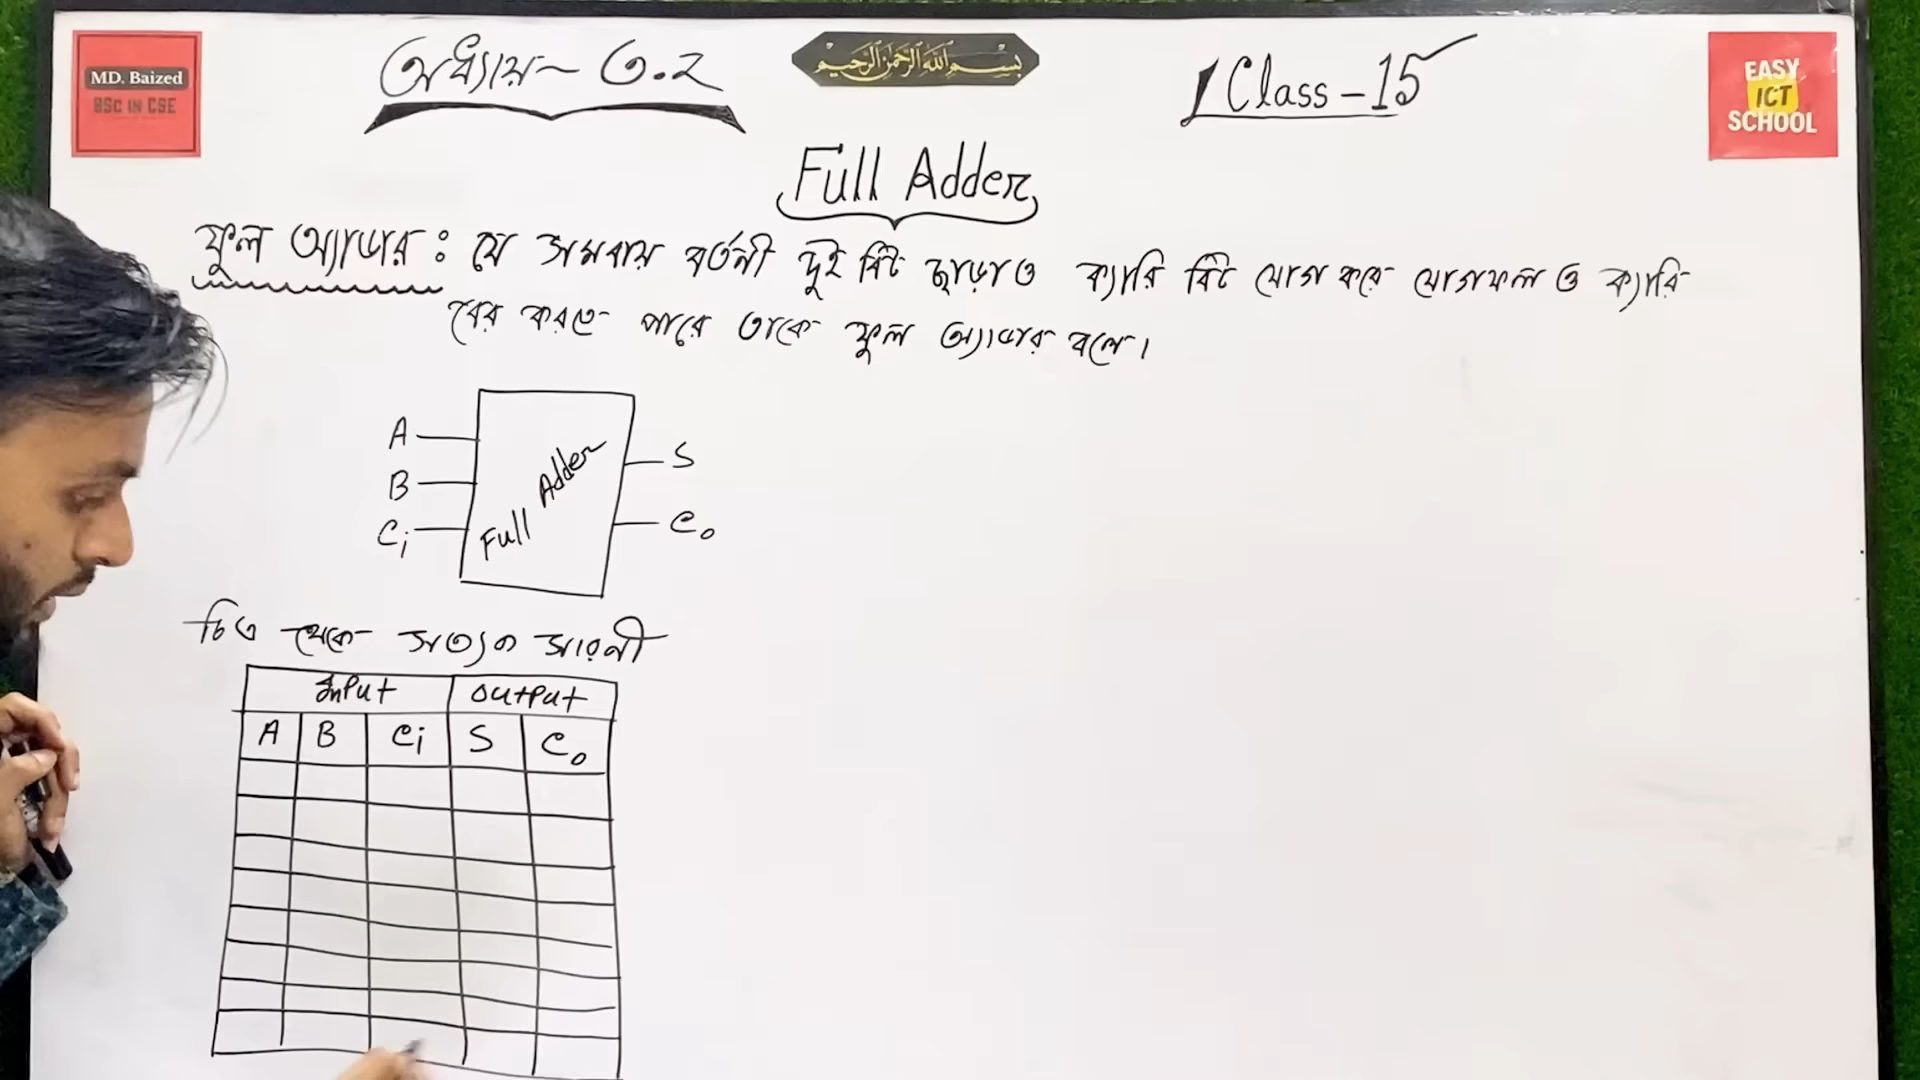 MD. Baized
BSC IN CSE
অধ্যায়- ৩.২
بسم الله الرحمن الرحيم
Class-15
EASY
ICT
SCHOOL
Full Adder
ফুল অ্যাডার : যে সমবায় বর্তনী দুই বিট ছাড়াও ক্যারি বিট যোগ করে যোগফল ও ক্যারি
বের করতে পারে তাকে ফুল অ্যাডার বলে।
A
B
Ci
Full Adder
S
Co
চিত্র থেকে সত্যক সারণী
Input Output
A B Ci S Co